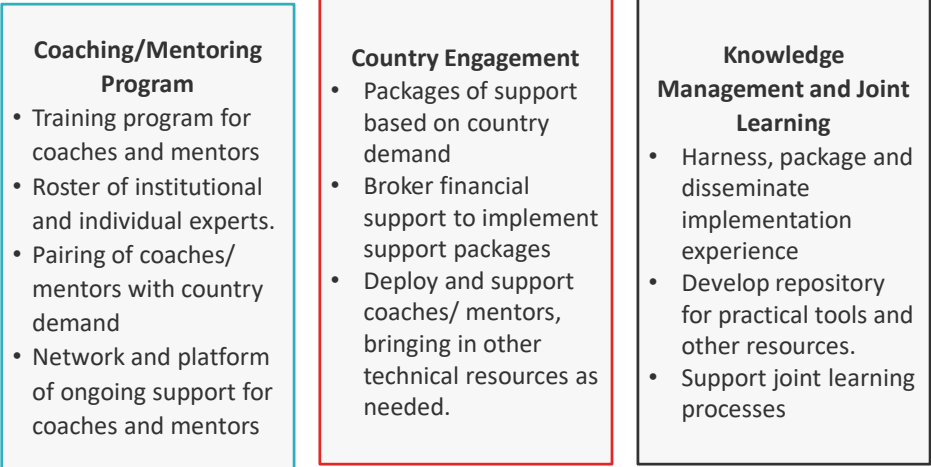 Coaching/Mentoring
Program
• Training program for
coaches and mentors
• Roster of institutional
and individual experts.
• Pairing of coaches/
mentors with country
demand
• Network and platform
of ongoing support for
coaches and mentors
Country Engagement
• Packages of support
based on country
demand
• Broker financial
support to implement
support packages
• Deploy and support
coaches/ mentors,
bringing in other
technical resources as
needed.
Knowledge
Management and Joint
Learning
• Harness, package and
disseminate
implementation
experience
• Develop repository
for practical tools and
other resources.
• Support joint learning
processes